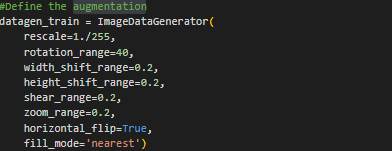 #Define the augmentation
datagen_train = ImageDataGenerator(
    rescale=1./255,
    rotation_range=40,
    width_shift_range=0.2,
    height_shift_range=0.2,
    shear_range=0.2,
    zoom_range=0.2,
    horizontal_flip=True,
    fill_mode='nearest')